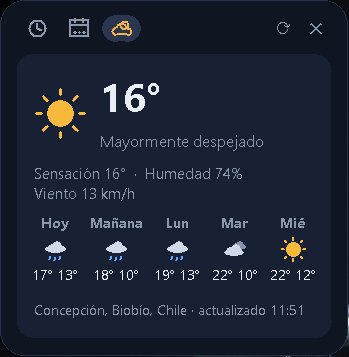 16°
Mayormente despejado
Sensación 16° · Humedad 74%
Viento 13 km/h
Hoy Mañana Lun Mar Mié
17° 13° 18° 10° 19° 13° 22° 10° 22° 12°
Concepción, Biobío, Chile · actualizado 11:51